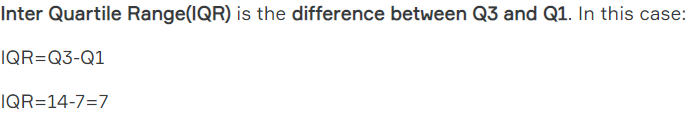 Inter Quartile Range(IQR) is the difference between Q3 and Q1. In this case:
IQR=Q3-Q1
IQR=14-7=7